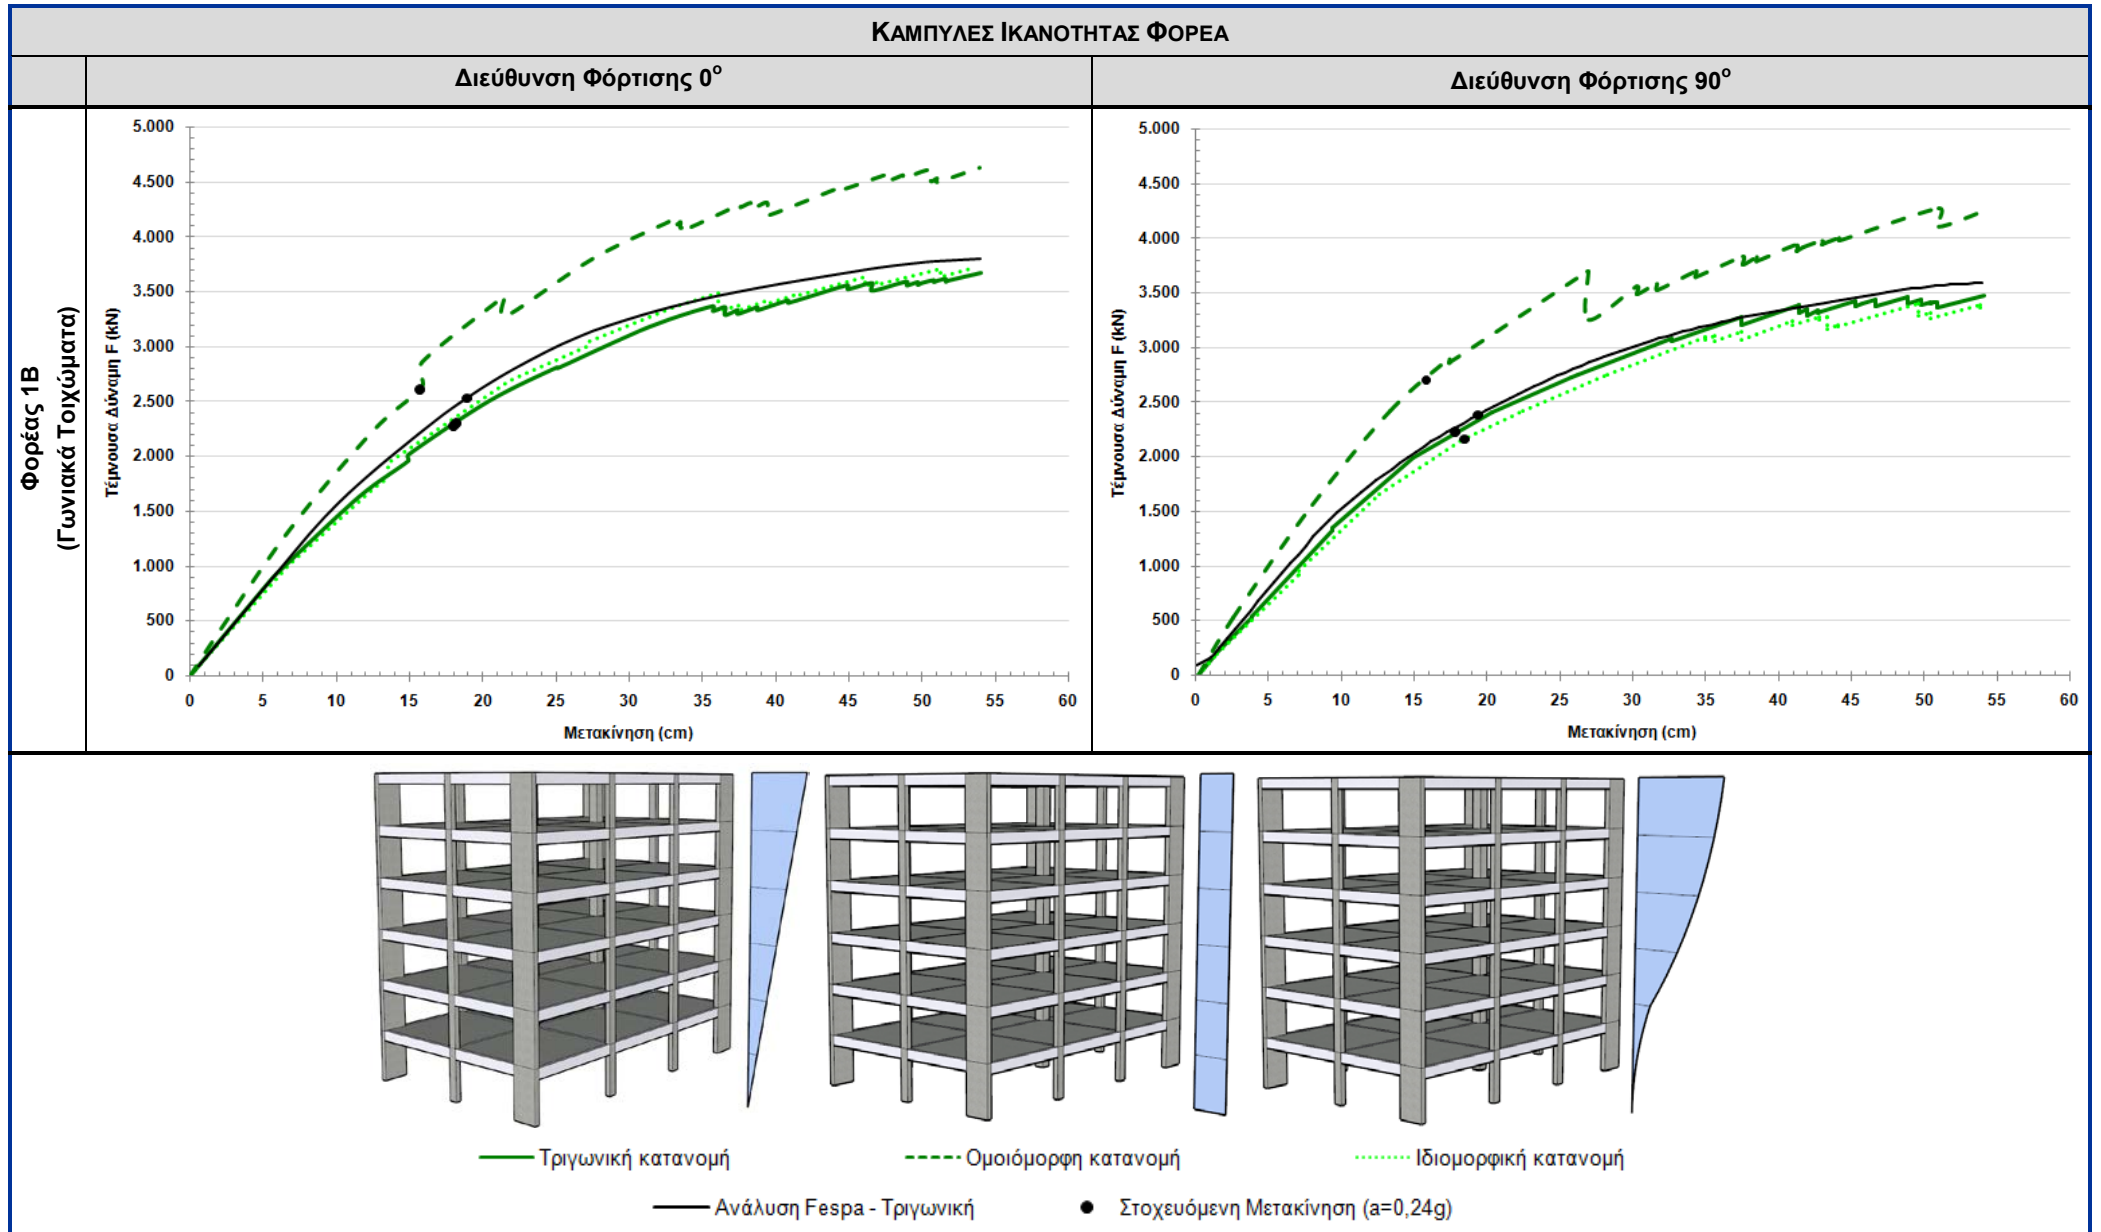 ΚΑΜΠΥΛΕΣ ΙΚΑΝΟΤΗΤΑΣ ΦΟΡΕΑ
Διεύθυνση Φόρτισης 0°
Διεύθυνση Φόρτισης 90°
Φορέας 1Β
(Γωνιακά Τοιχώματα)
Τέμνουσα Δύναμη F (kN)
5.000
4.500
4.000
3.500
3.000
2.500
2.000
1.500
1.000
500
0
0 5 10 15 20 25 30 35 40 45 50 55 60
Μετακίνηση (cm)
Τέμνουσα Δύναμη F (kN)
5.000
4.500
4.000
3.500
3.000
2.500
2.000
1.500
1.000
500
0
0 5 10 15 20 25 30 35 40 45 50 55 60
Μετακίνηση (cm)
Τριγωνική κατανομή
Ομοιόμορφη κατανομή
Ιδιομορφική κατανομή
Ανάλυση Fespa - Τριγωνική
Στοχευόμενη Μετακίνηση (a=0,24g)